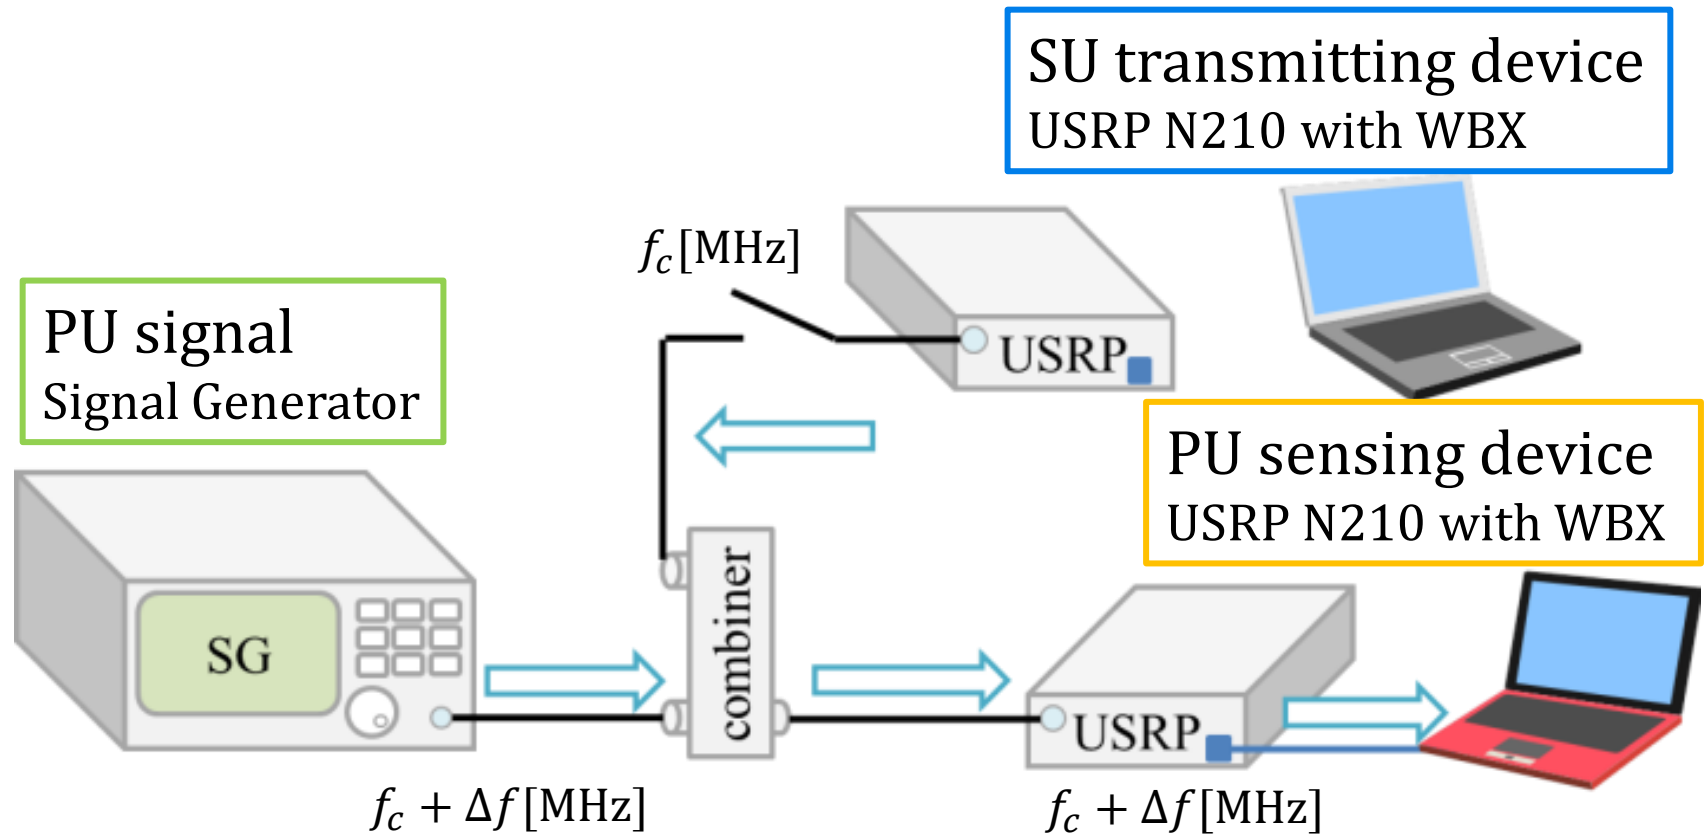 SU transmitting device
USRP N210 with WBX
f_c[MHz]
USRP
PU signal
Signal Generator
PU sensing device
USRP N210 with WBX
SG
combiner
USRP
f_c + Δf[MHz]
f_c + Δf[MHz]